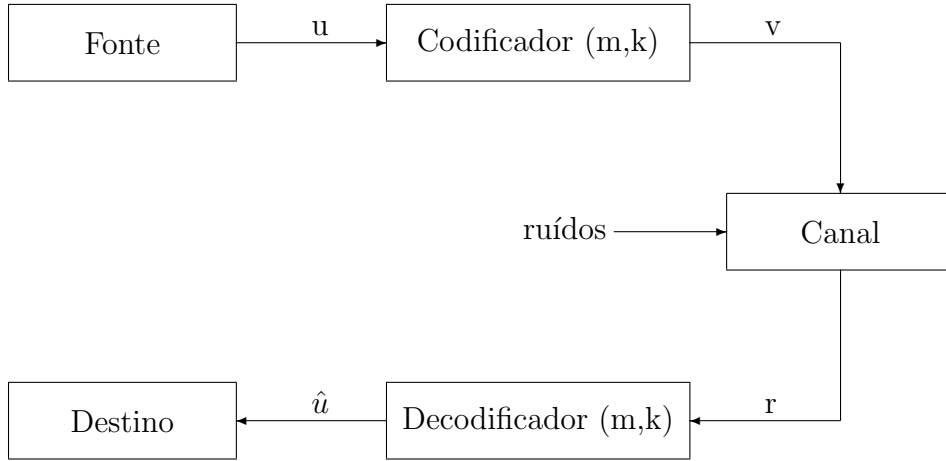 Fonte
u
Codificador (m,k)
v
ruídos
Canal
Destino
û
Decodificador (m,k)
r